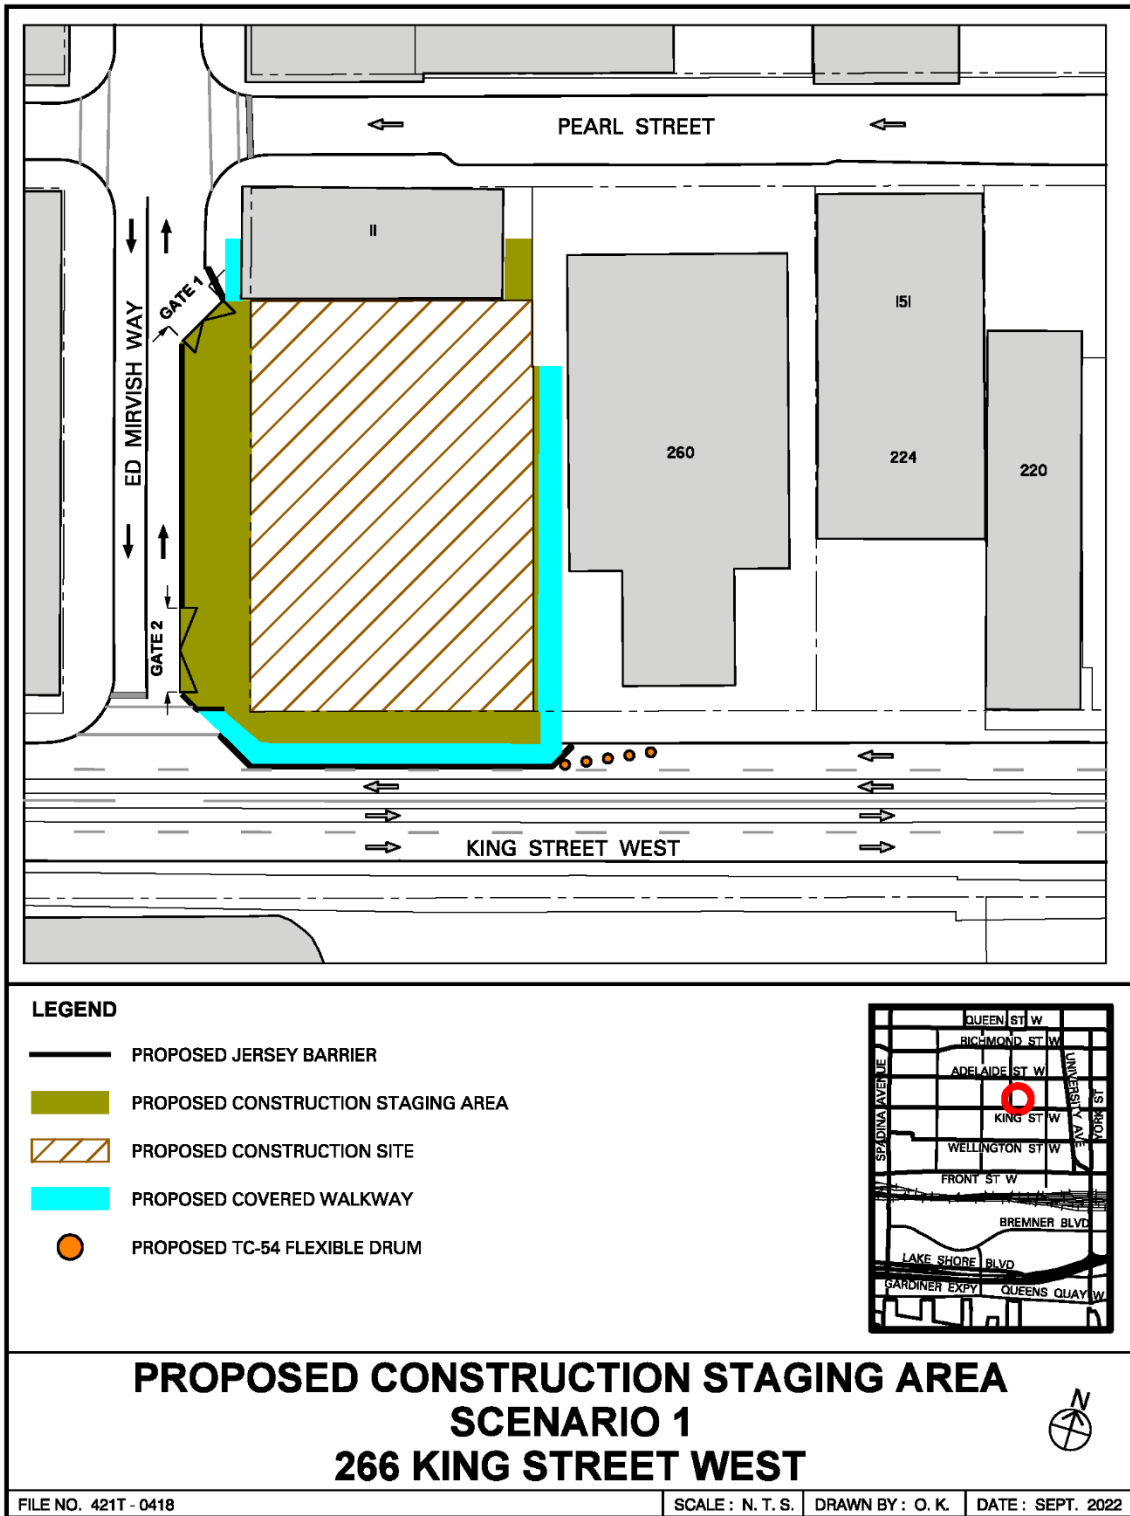 PEARL STREET
11
GATE 1
ED MIRVISH WAY
151
260
224
220
GATE 2
KING STREET WEST
LEGEND
PROPOSED JERSEY BARRIER
PROPOSED CONSTRUCTION STAGING AREA
PROPOSED CONSTRUCTION SITE
PROPOSED COVERED WALKWAY
PROPOSED TC-54 FLEXIBLE DRUM
QUEEN ST W
RICHMOND ST W
ADELAIDE ST W
SPADINA AVENUE
UNIVERSITY AVE
YORK ST
KING ST W
WELLINGTON ST W
FRONT ST W
BREMNER BLVD
LAKE SHORE BLVD
GARDINER EXPY
QUEENS QUAY W
PROPOSED CONSTRUCTION STAGING AREA
SCENARIO 1
266 KING STREET WEST
N
FILE NO. 421T - 0418
SCALE : N. T. S.
DRAWN BY : O. K.
DATE : SEPT. 2022